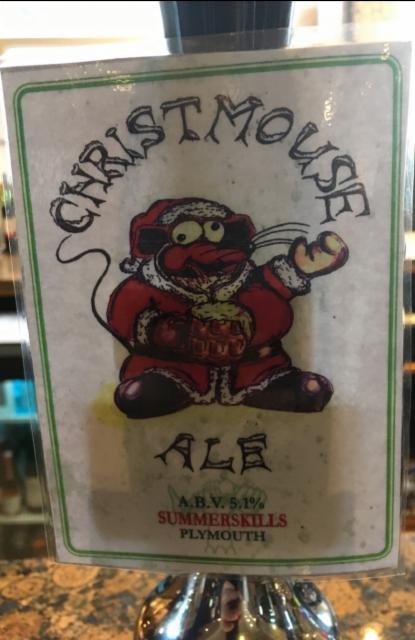 CHRISTMOUSE
ALE
A.B.V. 5.1%
SUMMERSKILLS
PLYMOUTH